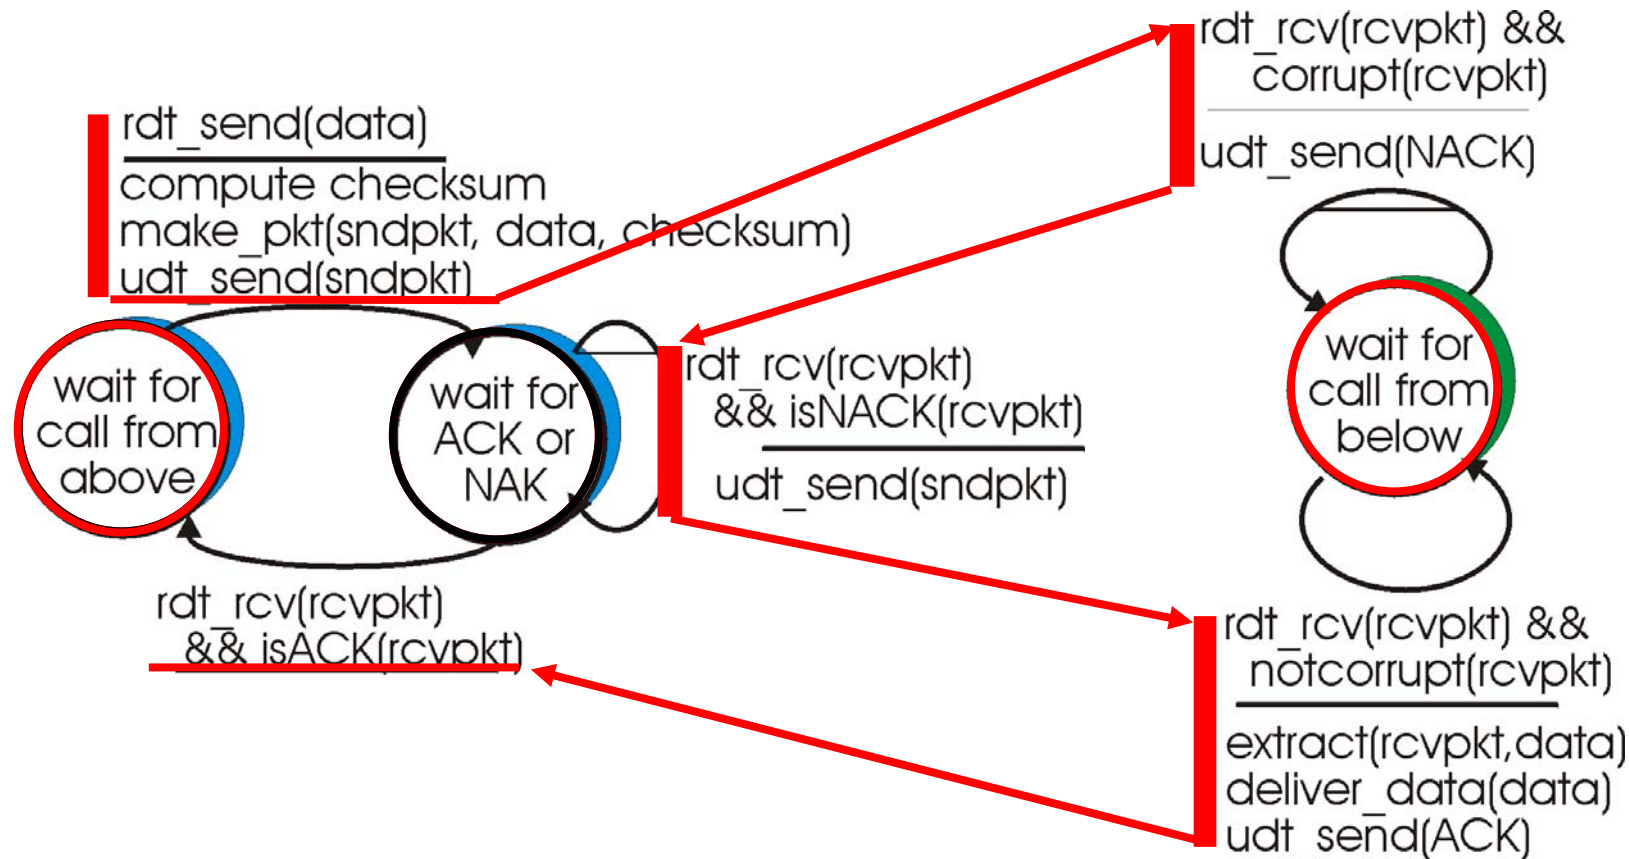 rdt_send(data)
compute checksum
make_pkt(sndpkt, data, checksum)
udt_send(sndpkt)
wait for
call from
above
wait for
ACK or
NAK
rdt_rcv(rcvpkt)
&& isNACK(rcvpkt)
udt_send(sndpkt)
rdt_rcv(rcvpkt)
&& isACK(rcvpkt)
rdt_rcv(rcvpkt) &&
corrupt(rcvpkt)
udt_send(NACK)
wait for
call from
below
rdt_rcv(rcvpkt) &&
notcorrupt(rcvpkt)
extract(rcvpkt,data)
deliver_data(data)
udt_send(ACK)